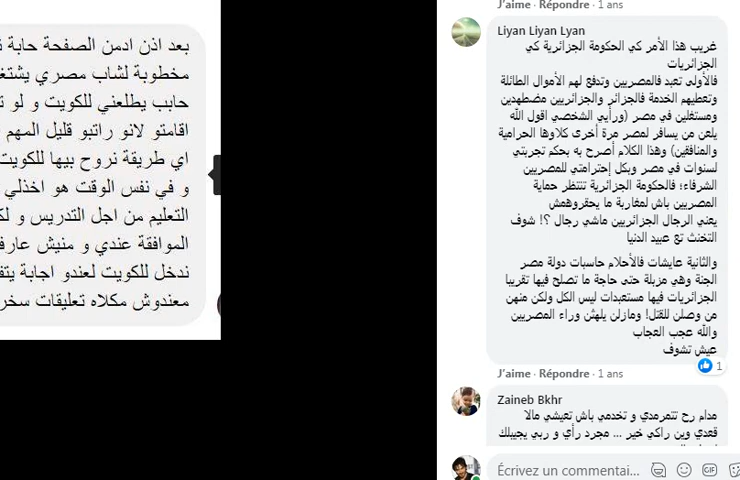 بعد اذن ادمن الصفحة حابة
مخطوبة لشاب مصري يشتغ
حابب يطلعني للكويت و لو ت
اقامتو لانو راتبو قليل المهم
اي طريقة نروح بيها للكويت
و في نفس الوقت هو اخذلي
التعليم من اجل التدريس و لك
الموافقة عندي و منيش عارف
ندخل للكويت لعندو اجابة يتف
معندوش مكلاه تعليقات سخر
J'aime · Répondre · 1 ans
Liyan Liyan Lyan
غريب هذا الأمر كي الحكومة الجزائرية كي
الجزائريات
فالأولى تعبد فالمصريين وتدفع لهم الأموال الطائلة
وتعطيهم الخدمة فالجزائر والجزائريين مضطهدين
ومستغلين في مصر (ورأيي الشخصي اقول الله
يلعن من يسافر لمصر مرة أخرى كلاوها الحرامية
والمنافقين) وهذا الكلام أصرح به بحكم تجربتي
لسنوات في مصر وبكل إحترامتي للمصريين
الشرفاء؛ فالحكومة الجزائرية تنتظر حماية
المصريين باش لمغاربة ما يحقروهمش
يعني الرجال الجزائريين ماشي رجال ؟! شوف
التخنث تع عبيد الدنيا
والثانية عايشات فالأحلام حاسبات دولة مصر
الجنة وهي مزبلة حتى حاجة ما تصلح فيها تقريبا
الجزائريات فيها مستعبدات ليس الكل ولكن منهن
من وصلن للقتل! ومازلن يلهثن وراء المصريين
والله عجب العجاب
عيش تشوف
1
J'aime · Répondre · 1 ans
Zaineb Bkhr
مدام رح تتمرمدي و تخدمي باش تعيشي مالا
قعدي وين راكي خير ... مجرد رأي و ربي يجيبلك
Écrivez un commentai...
GIF